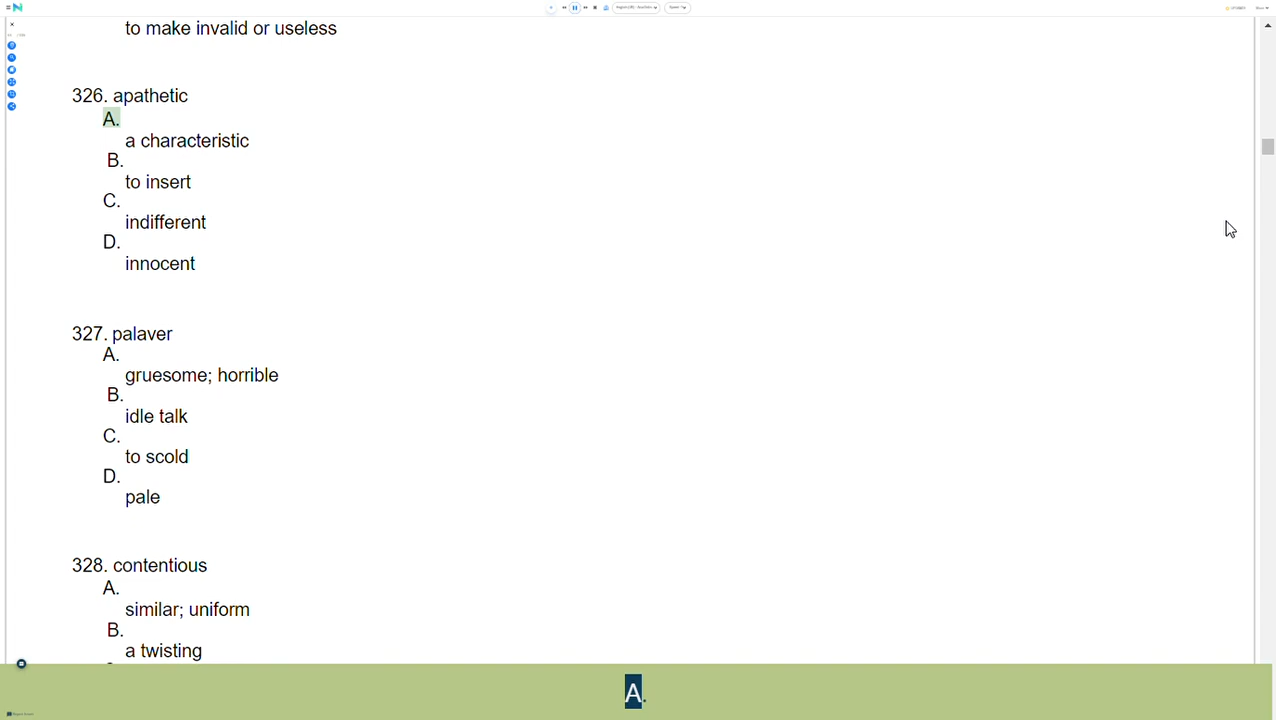 to make invalid or useless
326. apathetic
A.
a characteristic
B.
to insert
C.
indifferent
D.
innocent
327. palaver
A.
gruesome; horrible
B.
idle talk
C.
to scold
D.
pale
328. contentious
A.
similar; uniform
B.
a twisting
A.